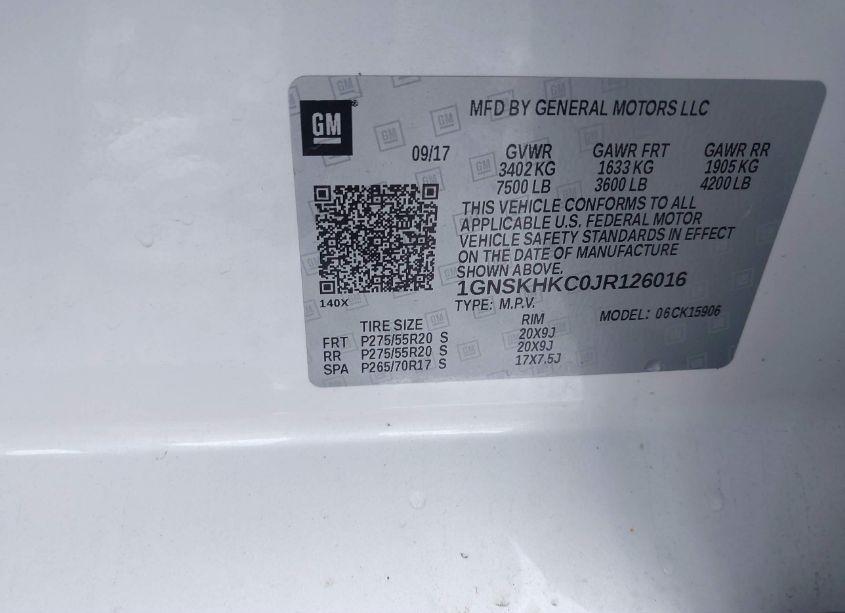 GM
MFD BY GENERAL MOTORS LLC
09/17 GVWR GAWR FRT GAWR RR
3402 KG 1633 KG 1905 KG
7500 LB 3600 LB 4200 LB
THIS VEHICLE CONFORMS TO ALL
APPLICABLE U.S. FEDERAL MOTOR
VEHICLE SAFETY STANDARDS IN EFFECT
ON THE DATE OF MANUFACTURE
SHOWN ABOVE.
1GNSKHKC0JR126016
140X
TYPE: M.P.V. MODEL: 06CK15906
TIRE SIZE RIM
FRT P275/55R20 S 20X9J
RR P275/55R20 S 20X9J
SPA P265/70R17 S 17X7.5J